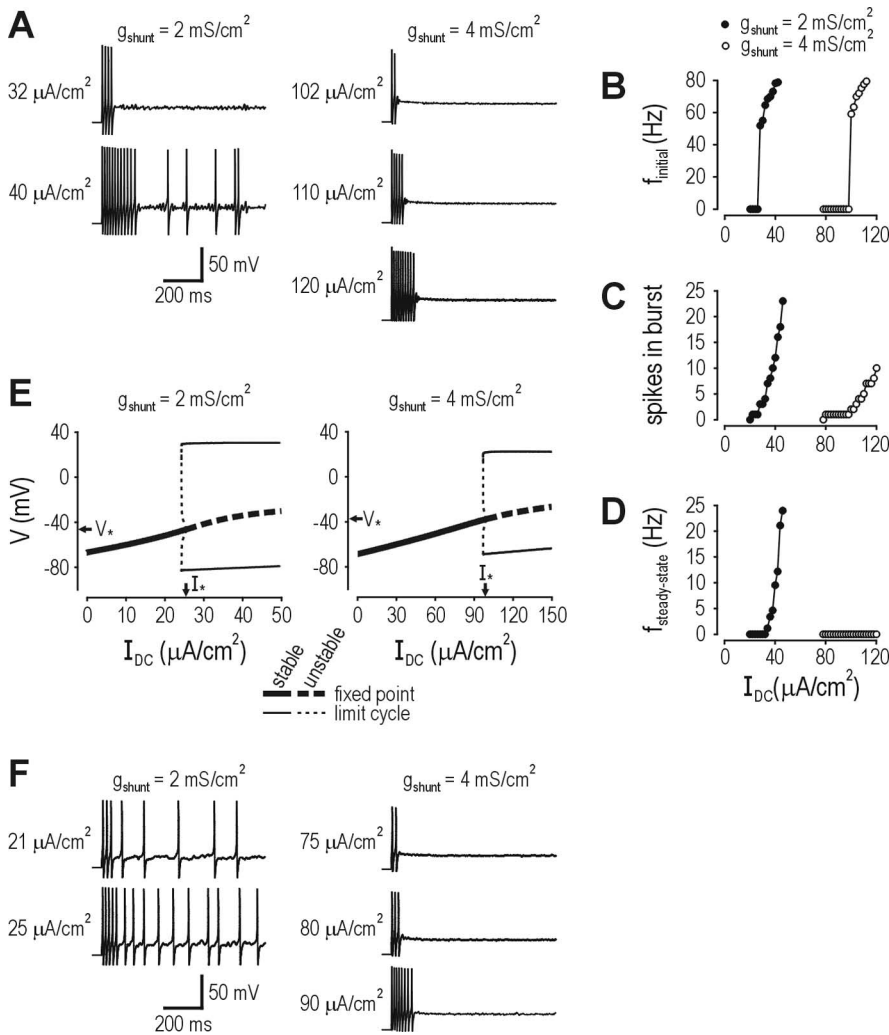 A
g_shunt = 2 mS/cm²
g_shunt = 4 mS/cm²
32 µA/cm²
40 µA/cm²
50 mV
200 ms
102 µA/cm²
110 µA/cm²
120 µA/cm²
g_shunt = 2 mS/cm²
g_shunt = 4 mS/cm²
B
f_initial (Hz)
80
60
40
20
0
0 40 80 120
C
spikes in burst
25
20
15
10
5
0
0 40 80 120
D
f_steady-state (Hz)
25
20
15
10
5
0
0 40 80 120
I_DC(µA/cm²)
E
g_shunt = 2 mS/cm²
V (mV)
40
0
-40
-80
V*
I*
0 10 20 30 40 50
I_DC (µA/cm²)
g_shunt = 4 mS/cm²
40
0
-40
-80
V*
I*
0 30 60 90 120 150
I_DC (µA/cm²)
stable
unstable
fixed point
limit cycle
F
g_shunt = 2 mS/cm²
g_shunt = 4 mS/cm²
21 µA/cm²
25 µA/cm²
50 mV
200 ms
75 µA/cm²
80 µA/cm²
90 µA/cm²